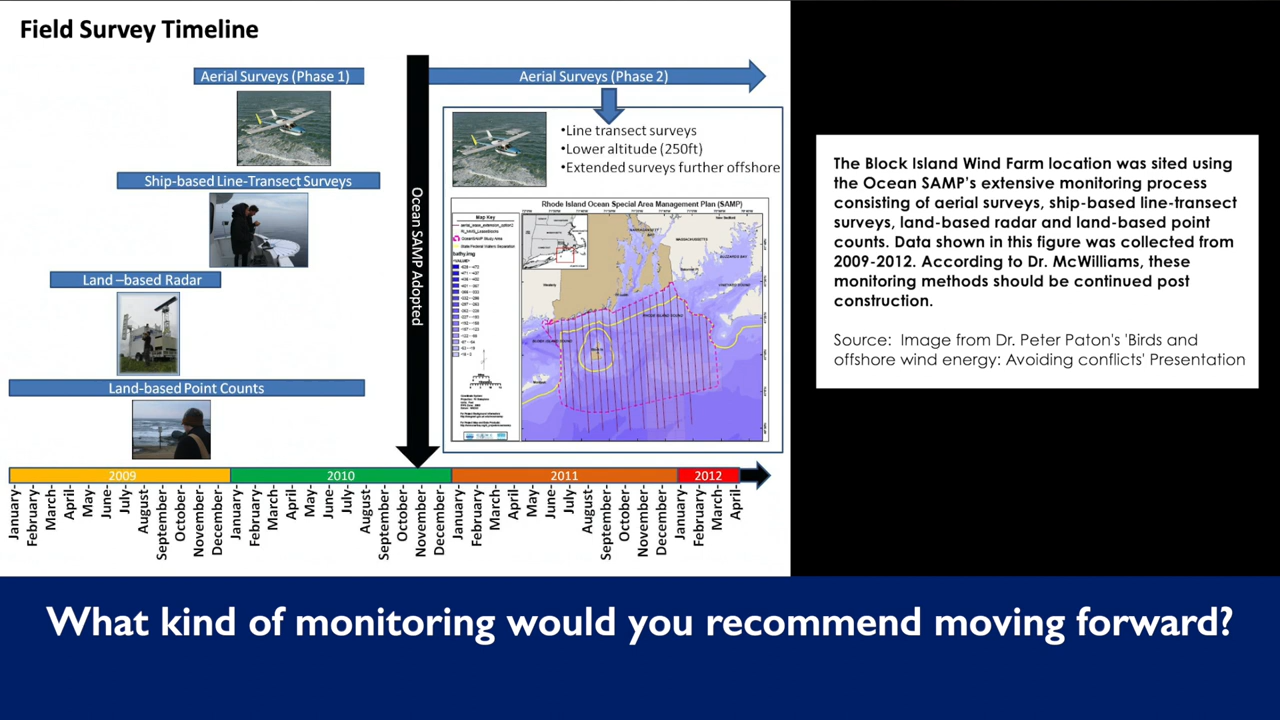 Field Survey Timeline
Aerial Surveys (Phase 1)
Aerial Surveys (Phase 2)
•Line transect surveys
•Lower altitude (250ft)
•Extended surveys further offshore
Ship-based Line-Transect Surveys
Ocean SAMP Adopted
Rhode Island Ocean Special Area Management Plan (SAMP)
Map Key
Land –based Radar
Land-based Point Counts
2009
2010
2011
2012
January
February
March
April
May
June
July
August
September
October
November
December
January
February
March
April
May
June
July
August
September
October
November
December
January
February
March
April
May
June
July
August
September
October
November
December
January
February
March
April
The Block Island Wind Farm location was sited using
the Ocean SAMP's extensive monitoring process
consisting of aerial surveys, ship-based line-transect
surveys, land-based radar and land-based point
counts. Data shown in this figure was collected from
2009-2012. According to Dr. McWilliams, these
monitoring methods should be continued post
construction.
Source: Image from Dr. Peter Paton's 'Birds and
offshore wind energy: Avoiding conflicts' Presentation
What kind of monitoring would you recommend moving forward?